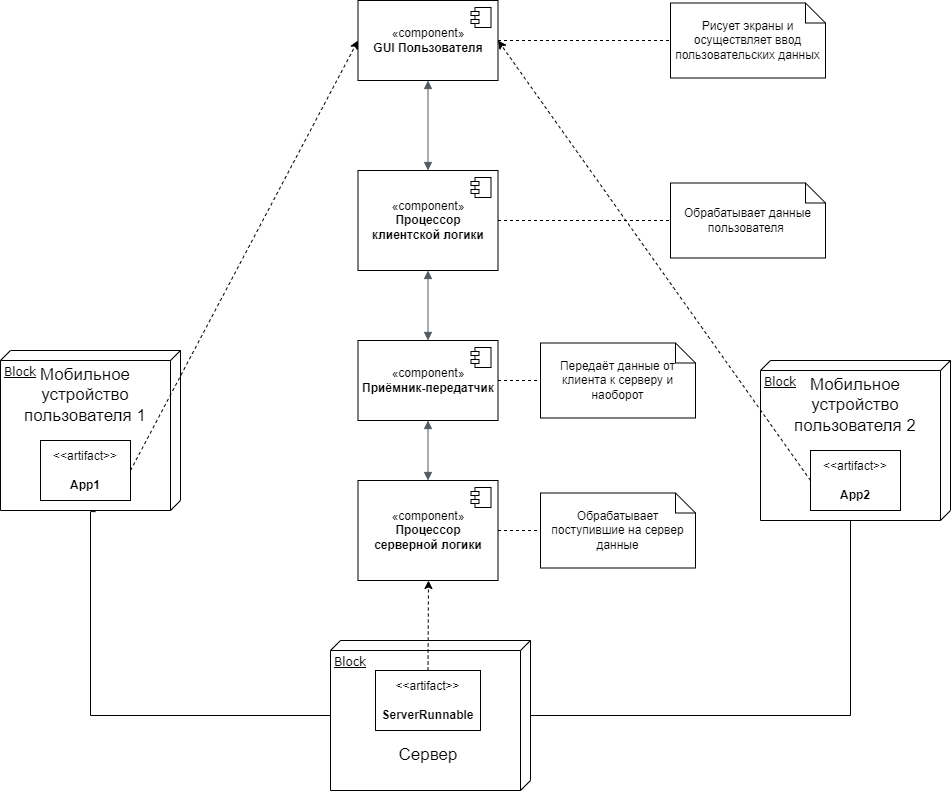 «component»
GUI Пользователя
Рисует экраны и
осуществляет ввод
пользовательских данных
«component»
Процессор
клиентской логики
Обрабатывает данные
пользователя
«component»
Приёмник-передатчик
Передаёт данные от
клиента к серверу и
наоборот
Block
Мобильное
устройство
пользователя 1
<<artifact>>
App1
Block
Мобильное
устройство
пользователя 2
<<artifact>>
App2
«component»
Процессор
серверной логики
Обрабатывает
поступившие на сервер
данные
Block
<<artifact>>
ServerRunnable
Сервер